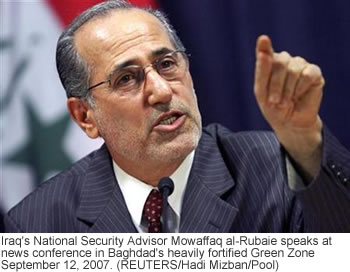 Iraq's National Security Advisor Mowaffaq al-Rubaie speaks at
news conference in Baghdad's heavily fortified Green Zone
September 12, 2007. (REUTERS/Hadi Mizban/Pool)